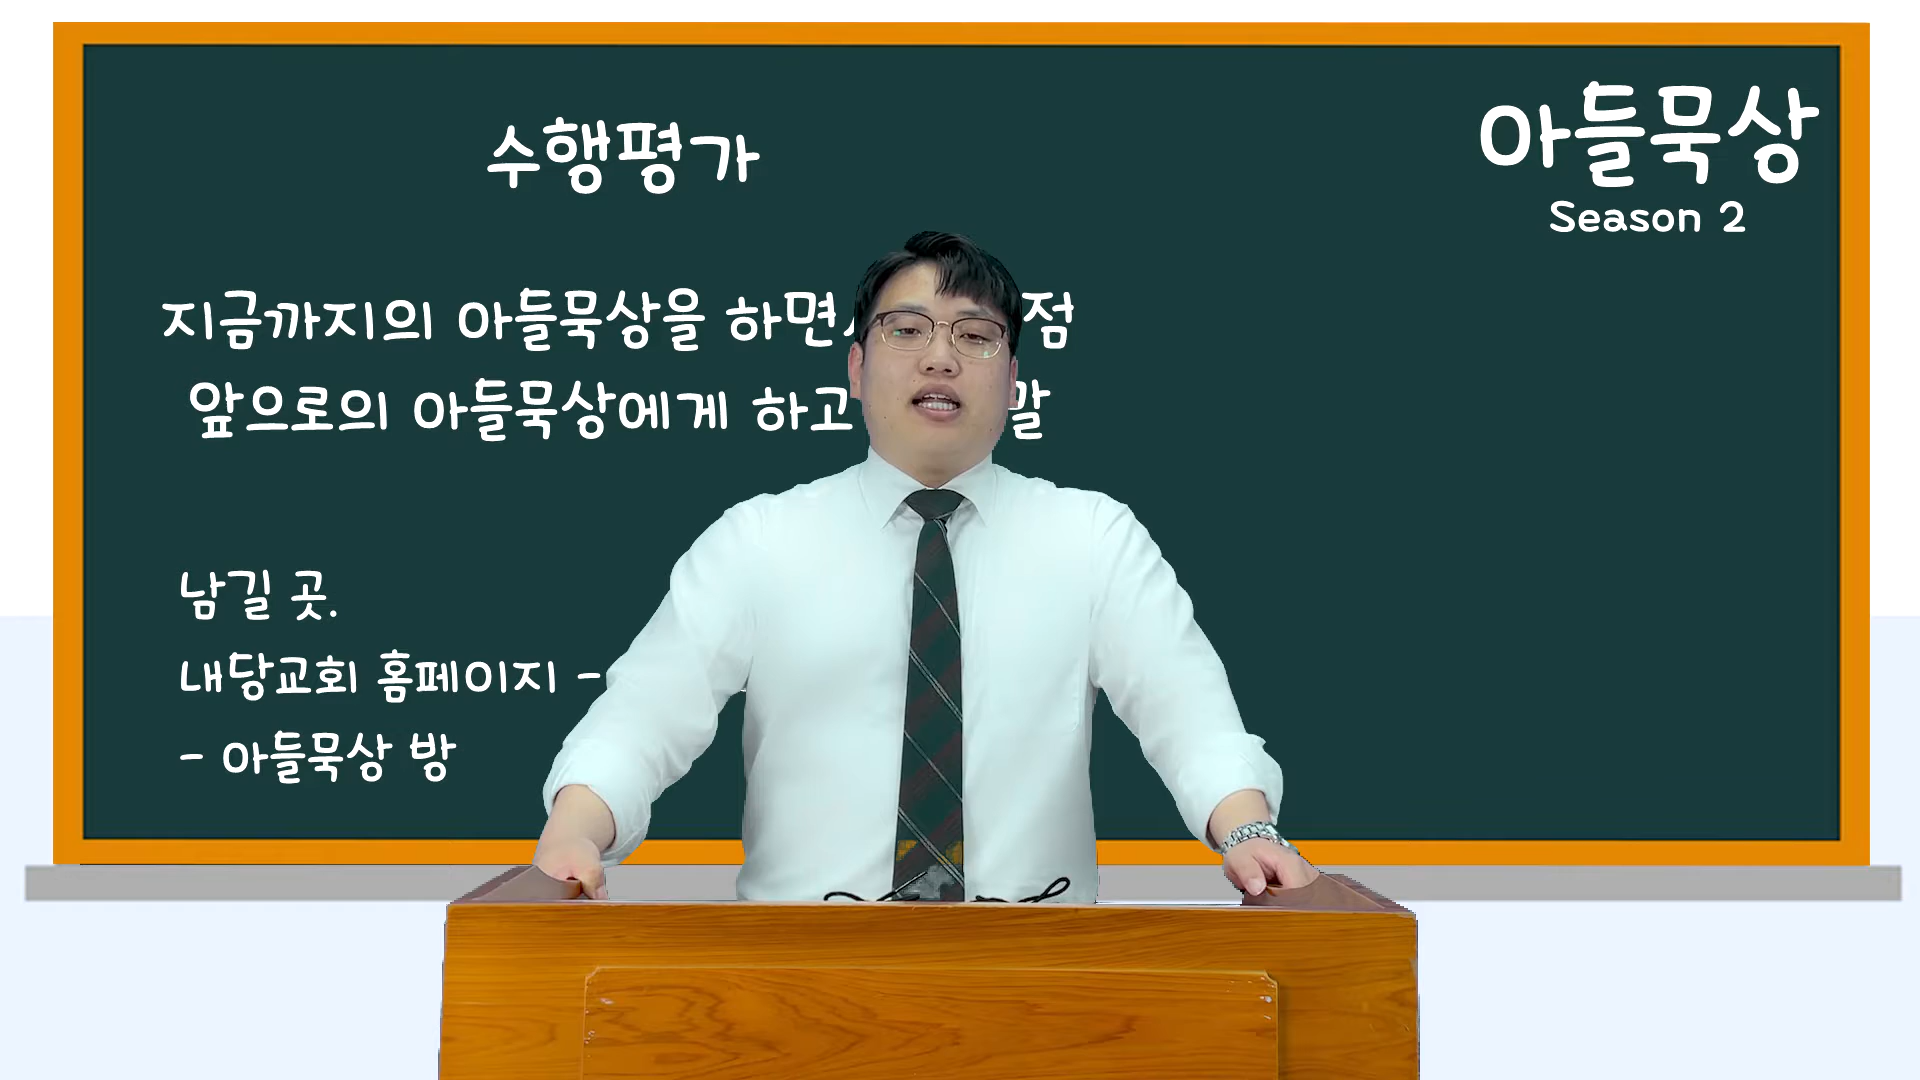 수행평가
아들묵상
Season 2
지금까지의 아들묵상을 하면 점
앞으로의 아들묵상에게 하고 말
남길 곳.
내당교회 홈페이지 -
- 아들묵상 방